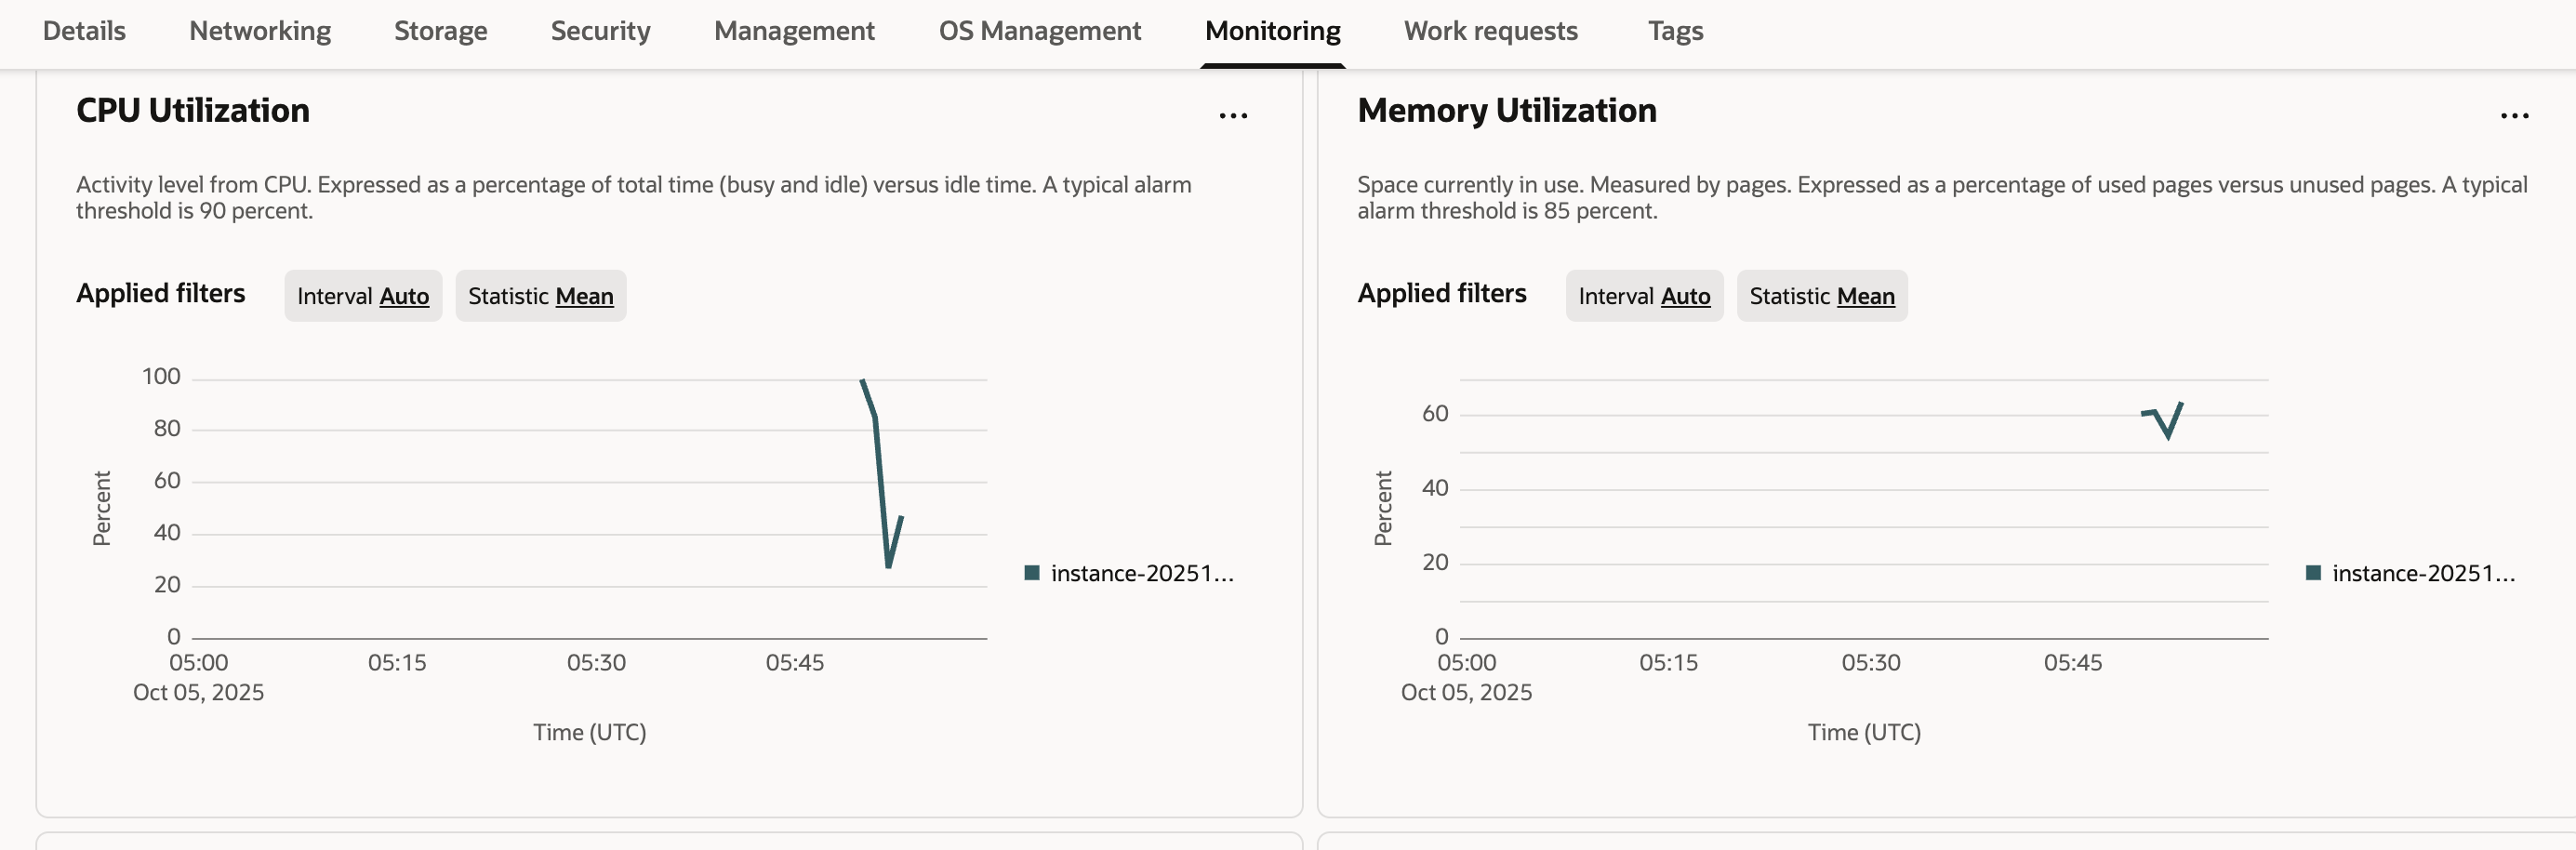 Details Networking Storage Security Management OS Management Monitoring Work requests Tags
CPU Utilization
...
Activity level from CPU. Expressed as a percentage of total time (busy and idle) versus idle time. A typical alarm
threshold is 90 percent.
Applied filters Interval Auto Statistic Mean
100
80
60
40
20
0
Percent
05:00 05:15 05:30 05:45
Oct 05, 2025
Time (UTC)
instance-20251...
Memory Utilization
...
Space currently in use. Measured by pages. Expressed as a percentage of used pages versus unused pages. A typical
alarm threshold is 85 percent.
Applied filters Interval Auto Statistic Mean
60
40
20
0
Percent
05:00 05:15 05:30 05:45
Oct 05, 2025
Time (UTC)
instance-20251...